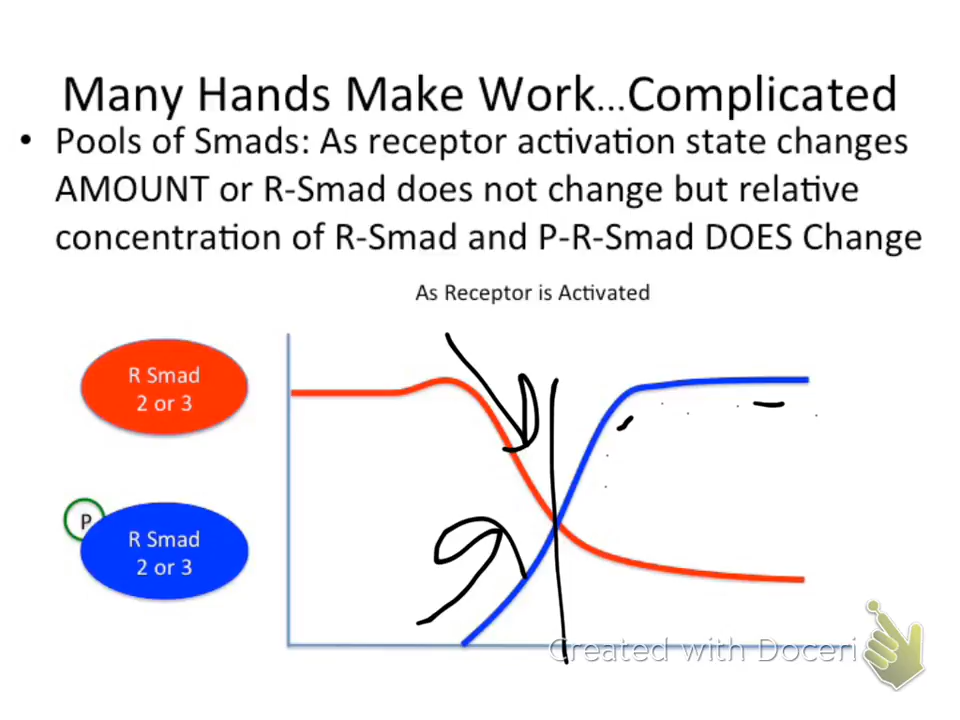 Many Hands Make Work...Complicated
• Pools of Smads: As receptor activation state changes
AMOUNT or R-Smad does not change but relative
concentration of R-Smad and P-R-Smad DOES Change
As Receptor is Activated
R Smad
2 or 3
P
R Smad
2 or 3
Created with Doceri